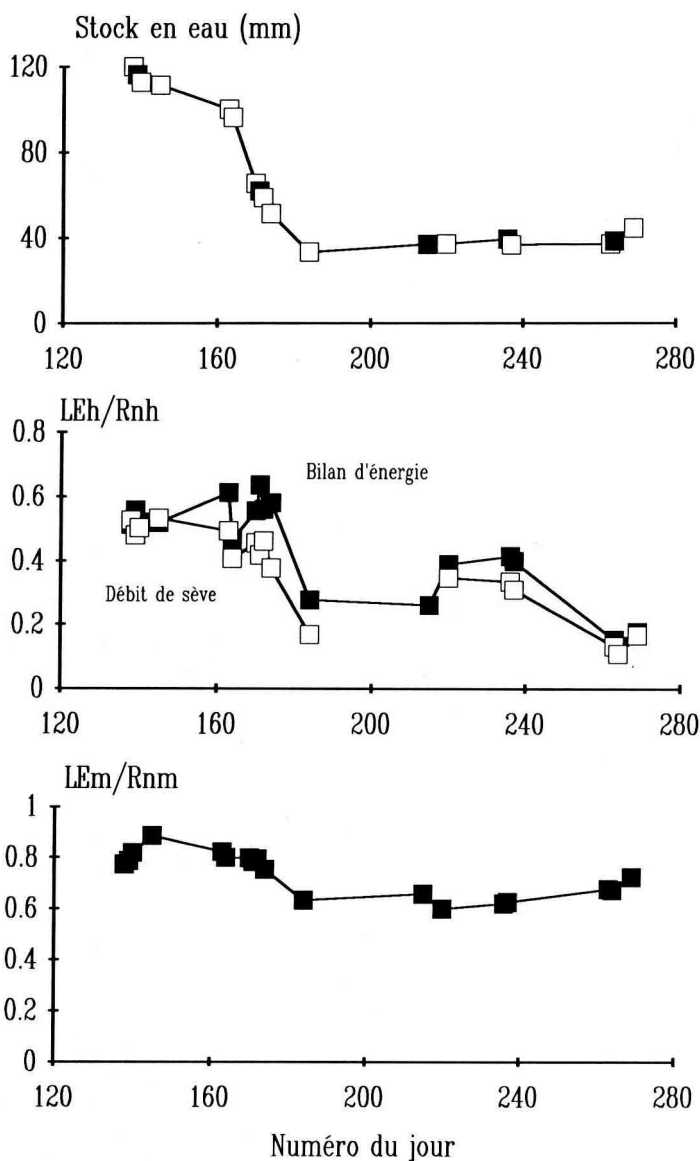 Stock en eau (mm)
120
80
40
0
120 160 200 240 280
LEh/Rnh
0.8
Bilan d'énergie
0.6
0.4
Débit de sève
0.2
0
120 160 200 240 280
LEm/Rnm
1
0.8
0.6
0.4
0.2
0
120 160 200 240 280
Numéro du jour